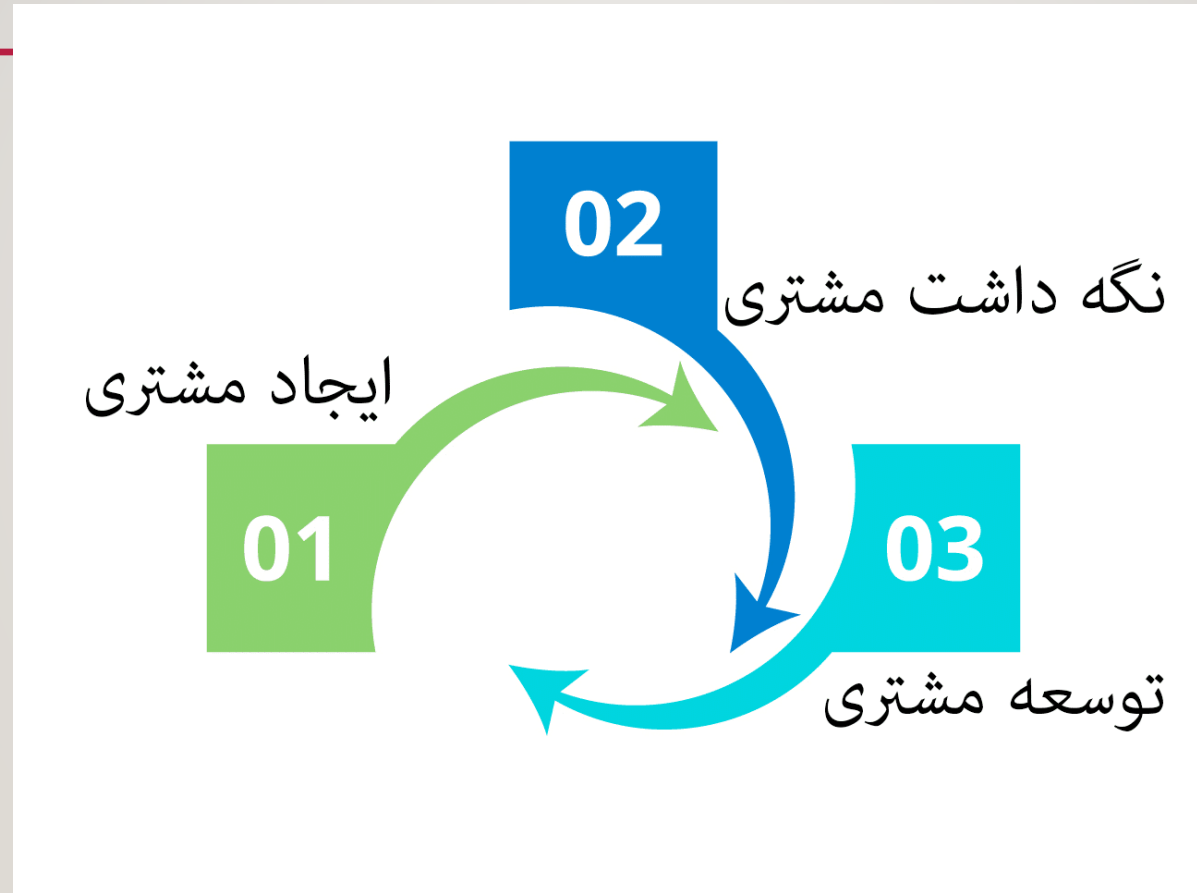 02
نگه داشت مشتری
ایجاد مشتری
01
03
توسعه مشتری